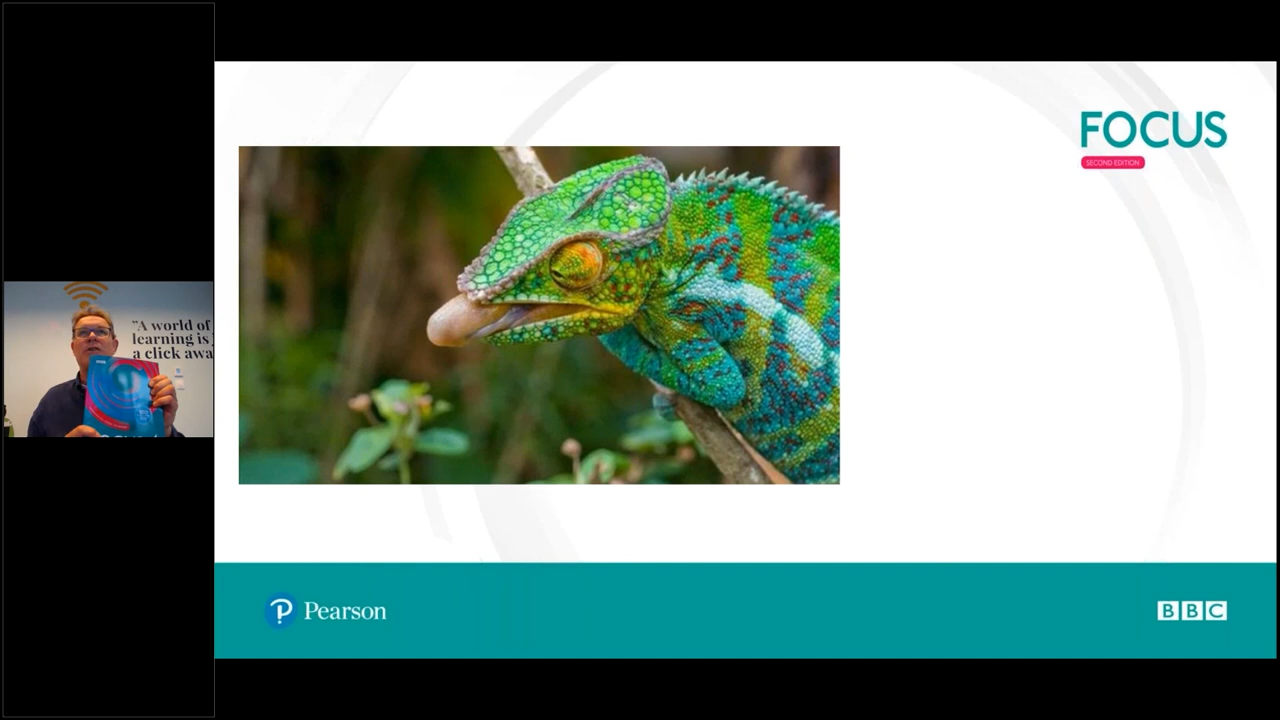 "A world of
learning is
a click awa
FOCUS
SECOND EDITION
Pearson
BBC